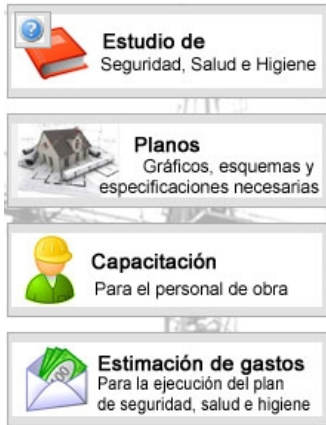 Estudio de
Seguridad, Salud e Higiene
Planos
Gráficos, esquemas y
especificaciones necesarias
Capacitación
Para el personal de obra
Estimación de gastos
Para la ejecución del plan
de seguridad, salud e higiene
100